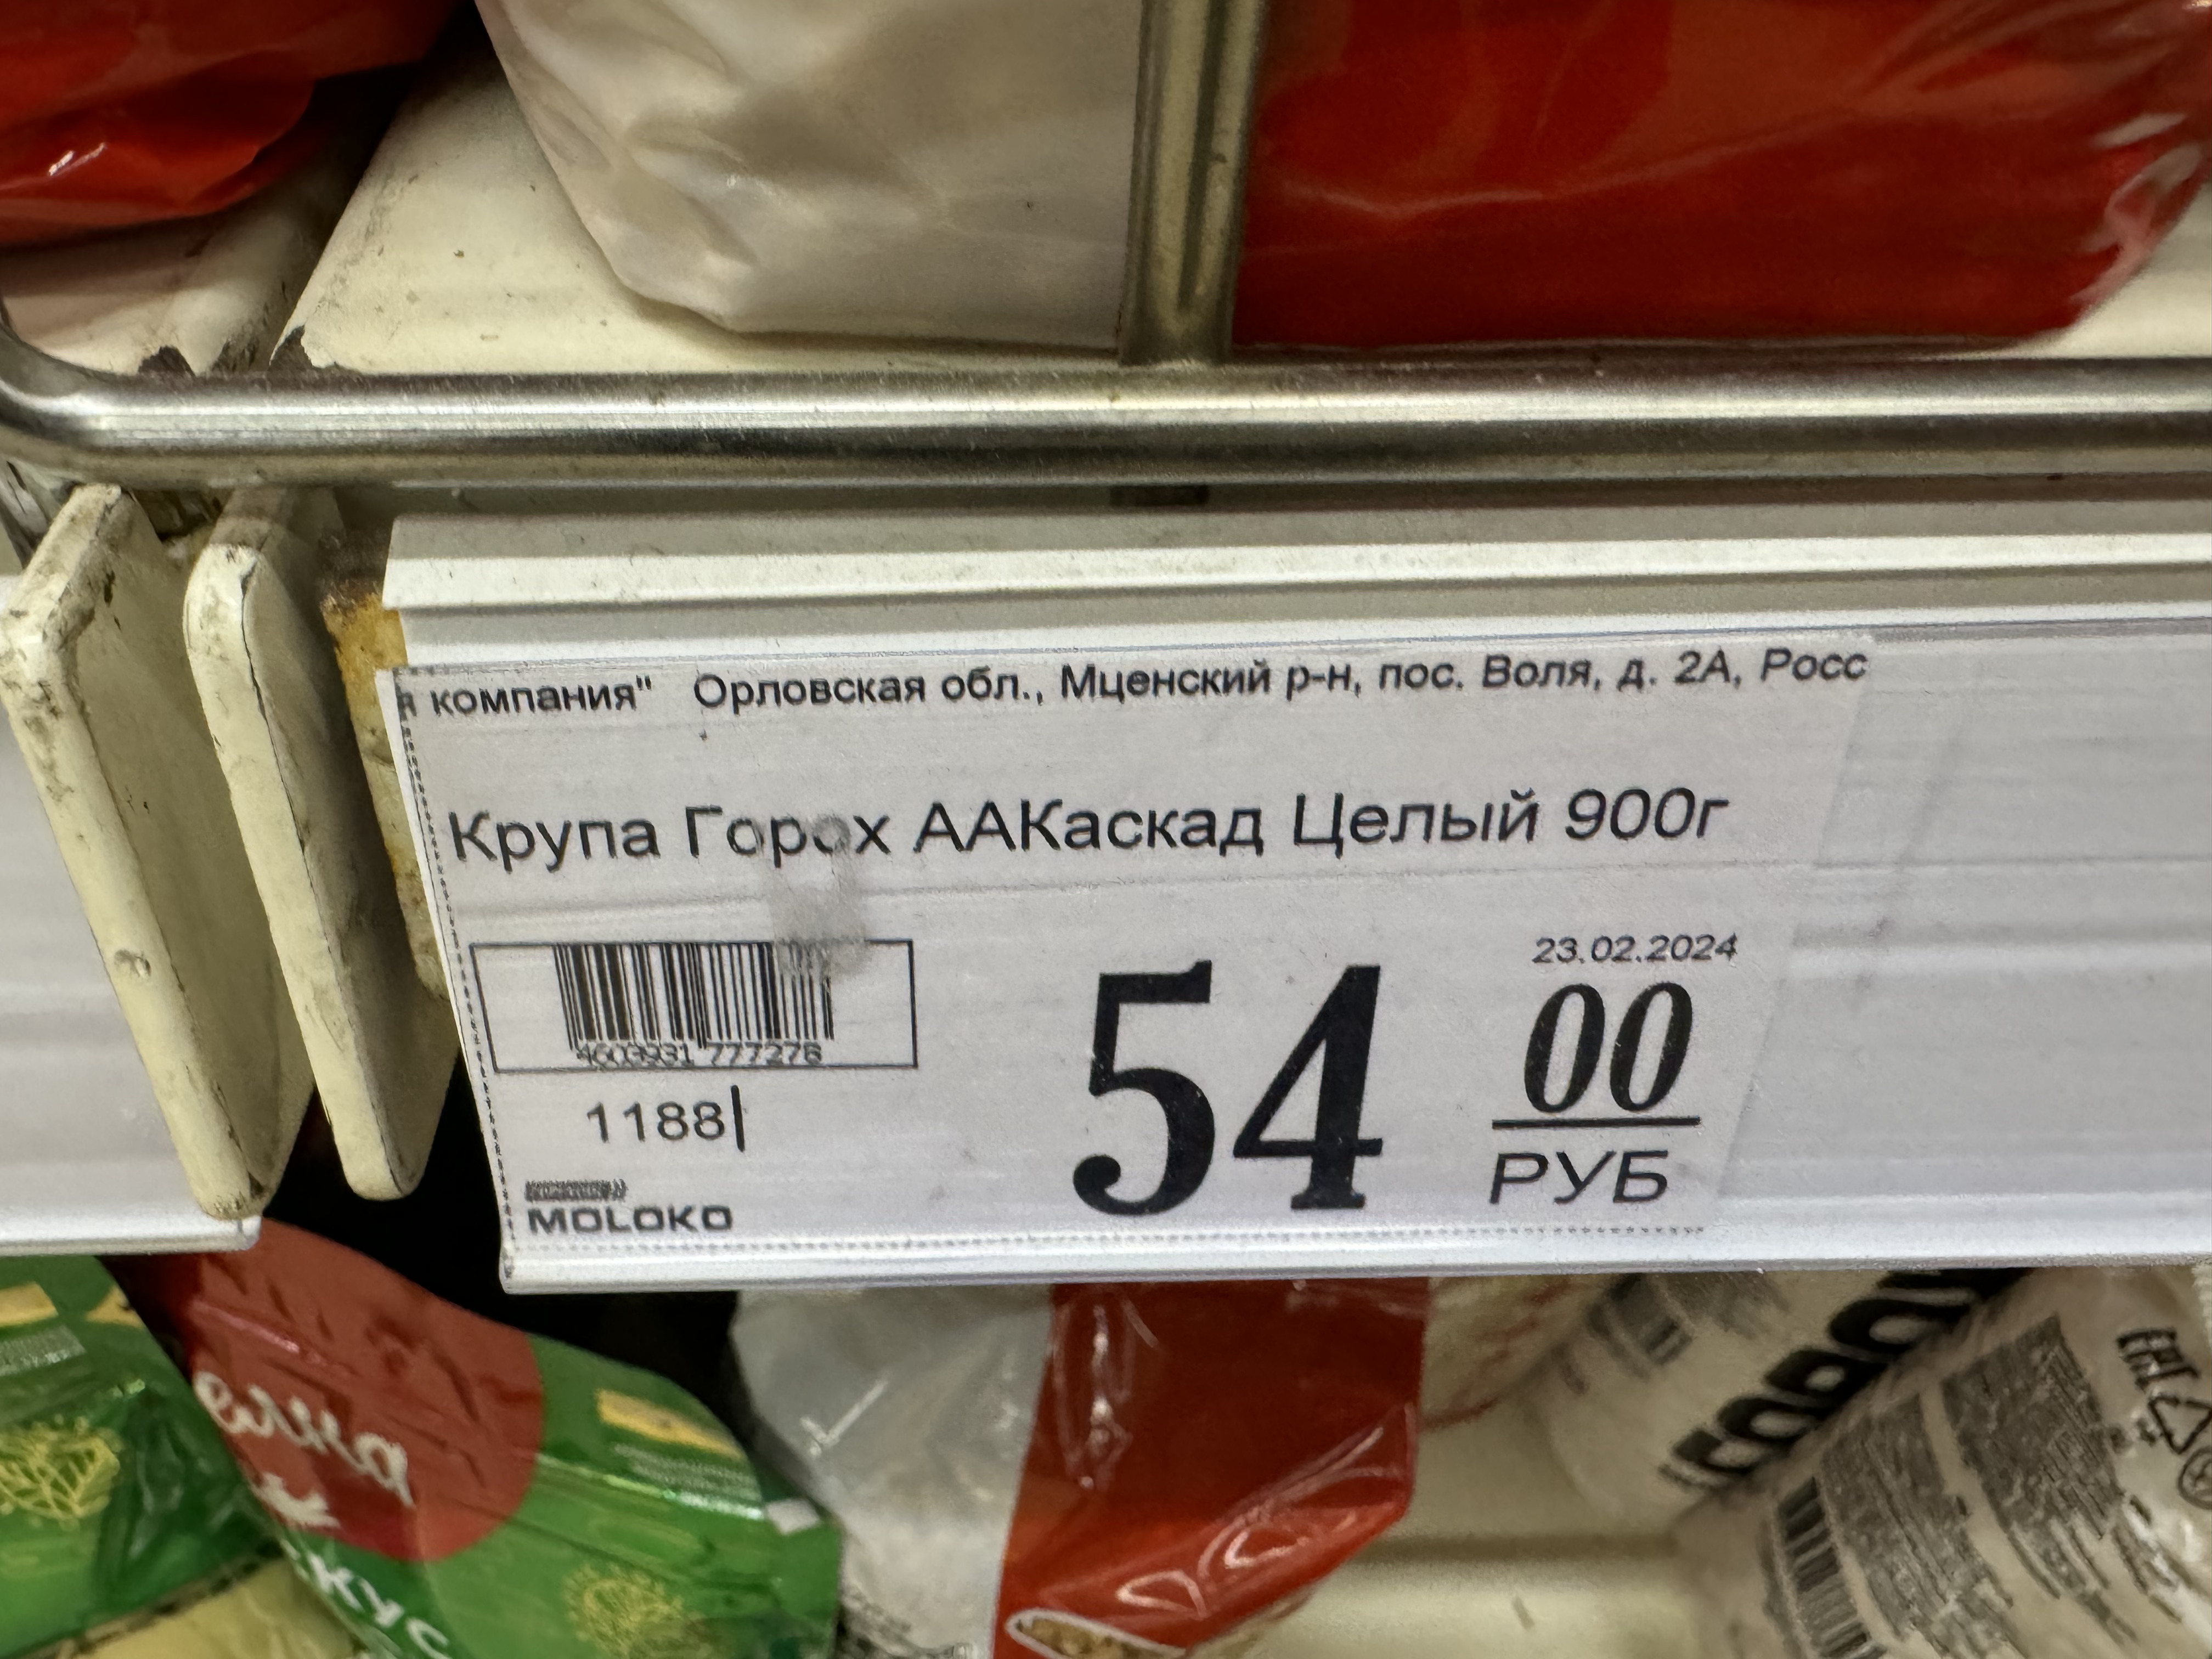 я компания" Орловская обл., Мценский р-н, пос. Воля, д. 2А, Росс
Крупа Горох ААКаскад Целый 900г
23.02.2024
54 00
РУБ
4603931 777276
1188|
MOLOKO